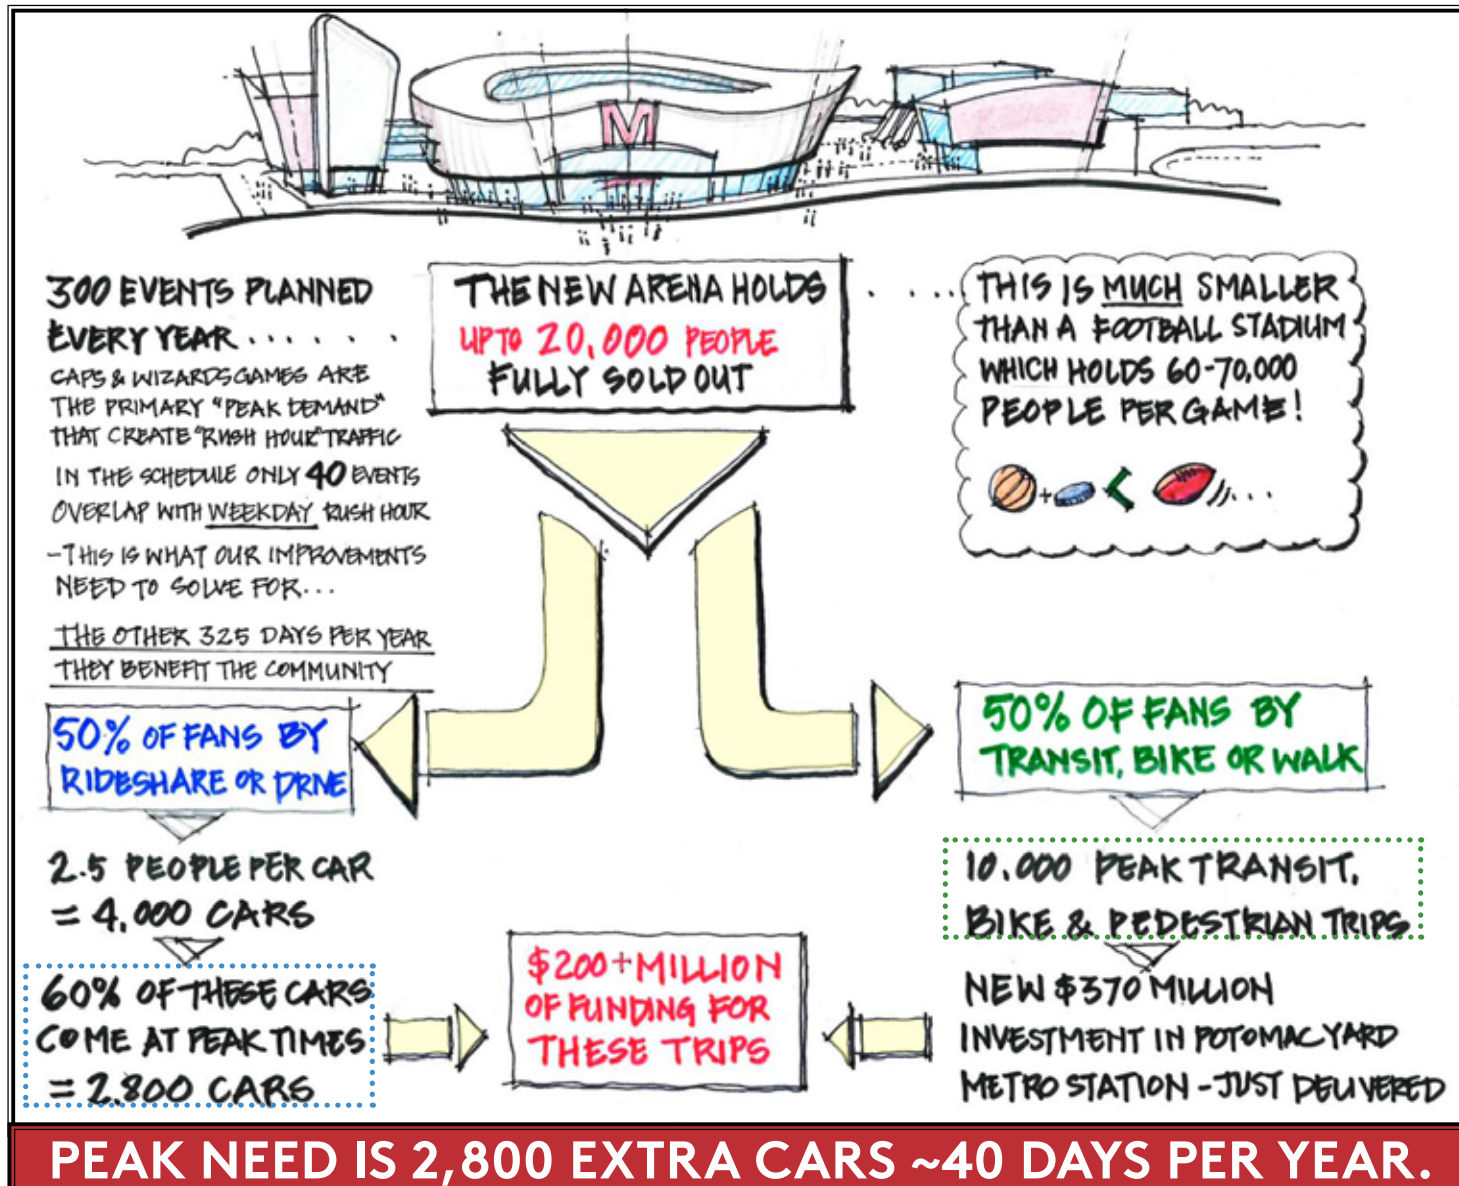 M
300 EVENTS PLANNED
EVERY YEAR . . . . . .
CAPS & WIZARDS GAMES ARE
THE PRIMARY "PEAK DEMAND"
THAT CREATE "RUSH HOUR" TRAFFIC
IN THE SCHEDULE ONLY 40 EVENTS
OVERLAP WITH WEEKDAY RUSH HOUR
-THIS IS WHAT OUR IMPROVEMENTS
NEED TO SOLVE FOR...
THE OTHER 325 DAYS PER YEAR
THEY BENEFIT THE COMMUNITY
THE NEW ARENA HOLDS
UP TO 20,000 PEOPLE
FULLY SOLD OUT
THIS IS MUCH SMALLER
THAN A FOOTBALL STADIUM
WHICH HOLDS 60-70,000
PEOPLE PER GAME!
+ < ...
50% OF FANS BY
RIDESHARE OR DRIVE
2.5 PEOPLE PER CAR
= 4,000 CARS
60% OF THESE CARS
COME AT PEAK TIMES
= 2,800 CARS
$200+ MILLION
OF FUNDING FOR
THESE TRIPS
50% OF FANS BY
TRANSIT, BIKE OR WALK
10,000 PEAK TRANSIT,
BIKE & PEDESTRIAN TRIPS
NEW $370 MILLION
INVESTMENT IN POTOMAC YARD
METRO STATION - JUST DELIVERED
PEAK NEED IS 2,800 EXTRA CARS ~40 DAYS PER YEAR.